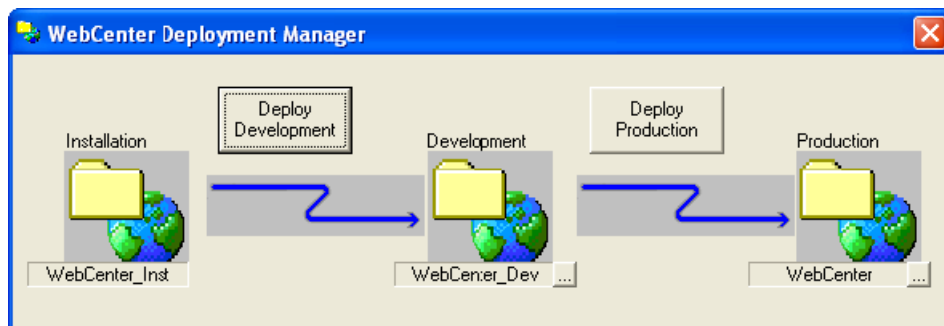 WebCenter Deployment Manager
Deploy
Development
Deploy
Production
Installation
Development
Production
WebCenter_Inst
WebCenter_Dev
...
WebCenter
...